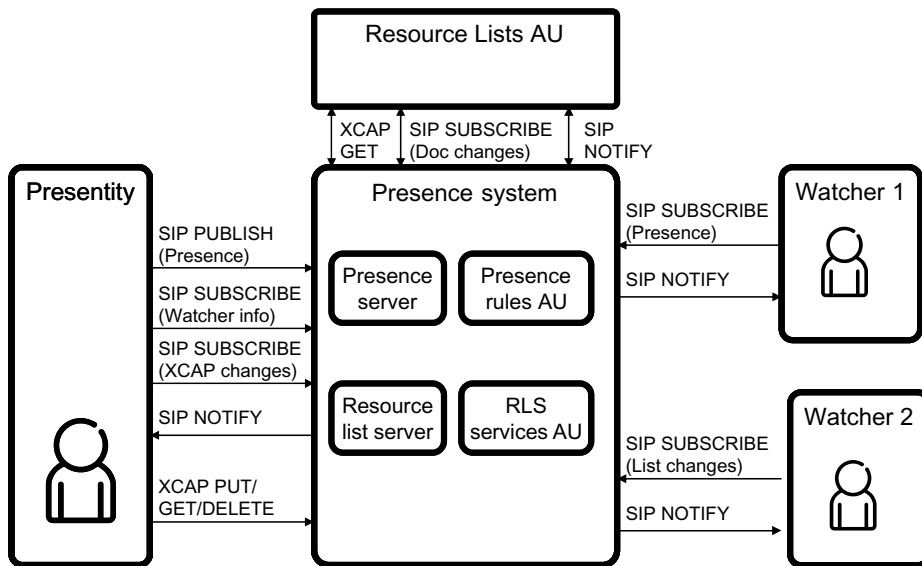 Resource Lists AU
XCAP
GET
SIP SUBSCRIBE
(Doc changes)
SIP
NOTIFY
Presentity
SIP PUBLISH
(Presence)
SIP SUBSCRIBE
(Watcher info)
SIP SUBSCRIBE
(XCAP changes)
SIP NOTIFY
XCAP PUT/
GET/DELETE
Presence system
Presence
server
Presence
rules AU
Resource
list server
RLS
services AU
SIP SUBSCRIBE
(Presence)
SIP NOTIFY
Watcher 1
SIP SUBSCRIBE
(List changes)
SIP NOTIFY
Watcher 2